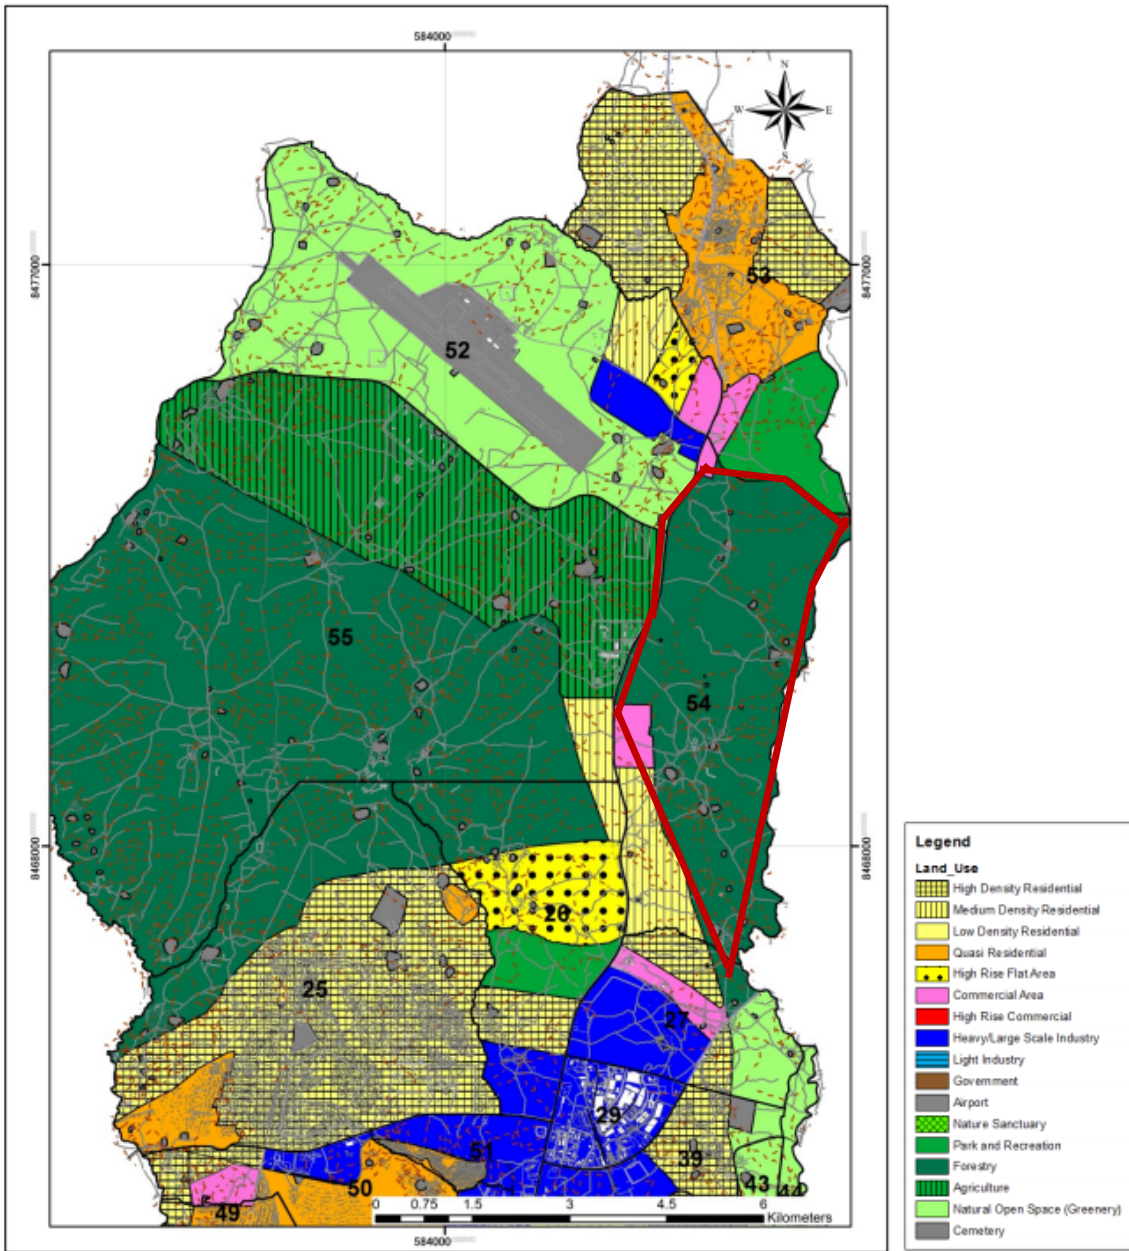 584000
N
W E
S
8477000
8477000
53
52
55
54
8468000
8468000
26
25
27
29
51
39
43
50
49
0 0.75 1.5 3 4.5 6
Kilometers
584000
Legend
Land_Use
High Density Residential
Medium Density Residential
Low Density Residential
Quasi Residential
High Rise Flat Area
Commercial Area
High Rise Commercial
Heavy/Large Scale Industry
Light Industry
Government
Airport
Nature Sanctuary
Park and Recreation
Forestry
Agriculture
Natural Open Space (Greenery)
Cemetery